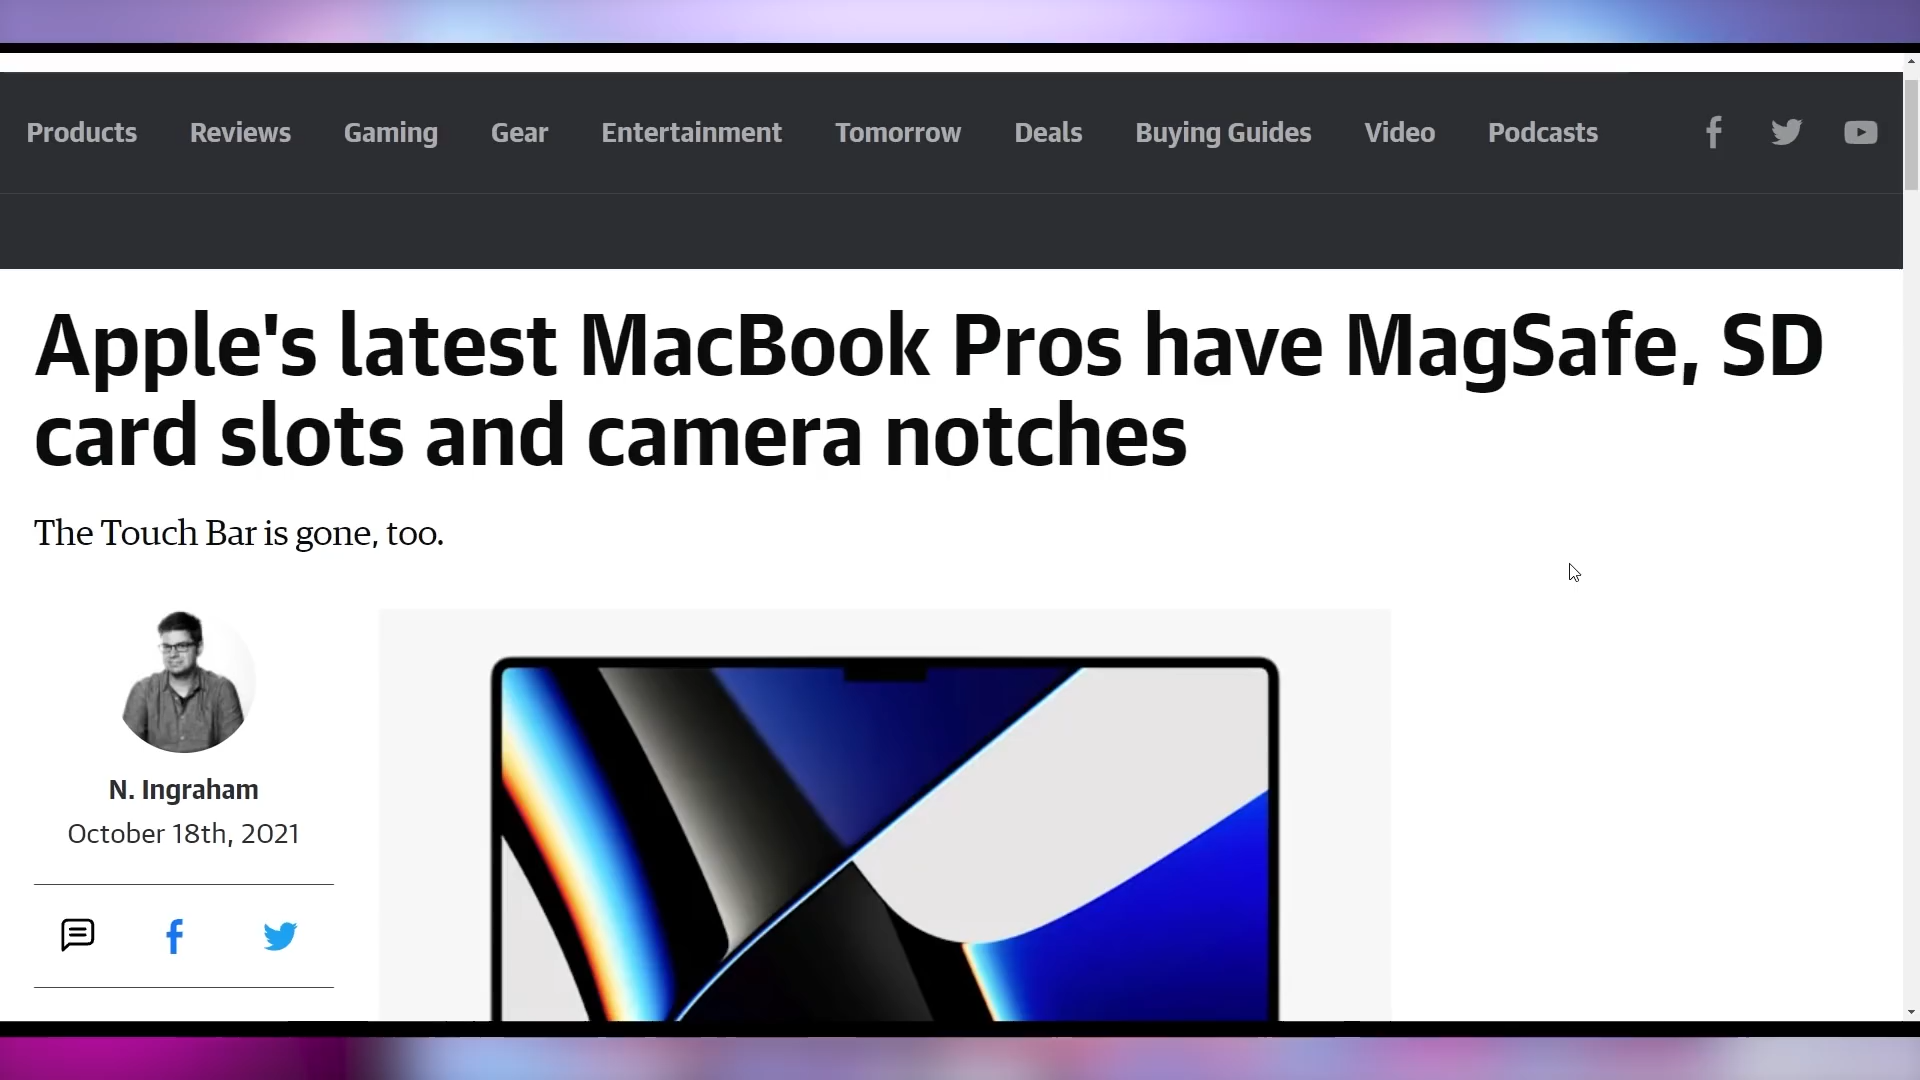 Products Reviews Gaming Gear Entertainment Tomorrow Deals Buying Guides Video Podcasts
Apple's latest MacBook Pros have MagSafe, SD
card slots and camera notches
The Touch Bar is gone, too.
N. Ingraham
October 18th, 2021